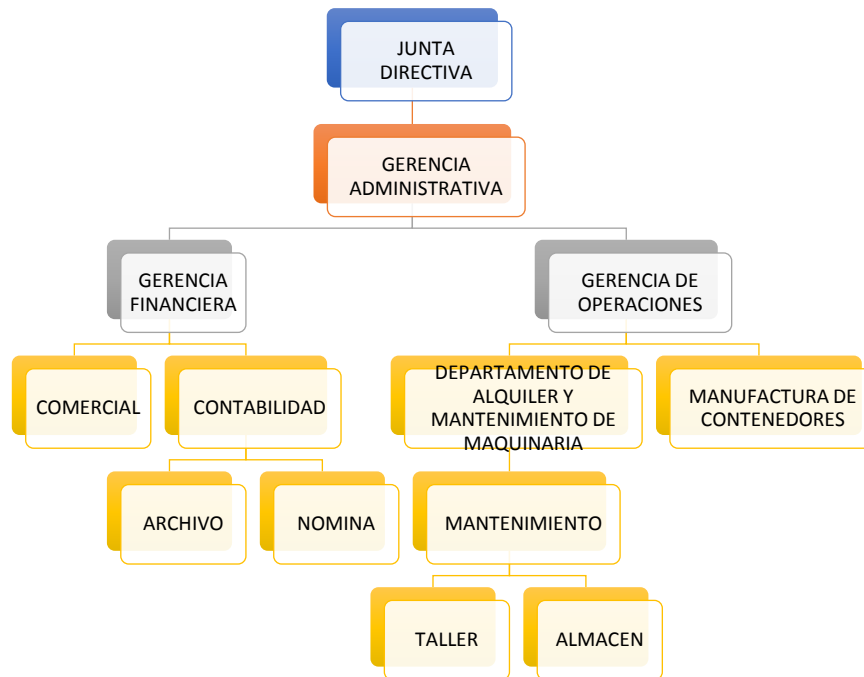 JUNTA
DIRECTIVA
GERENCIA
ADMINISTRATIVA
GERENCIA
FINANCIERA
GERENCIA DE
OPERACIONES
COMERCIAL
CONTABILIDAD
DEPARTAMENTO DE
ALQUILER Y
MANTENIMIENTO DE
MAQUINARIA
MANUFACTURA DE
CONTENEDORES
ARCHIVO
NOMINA
MANTENIMIENTO
TALLER
ALMACEN